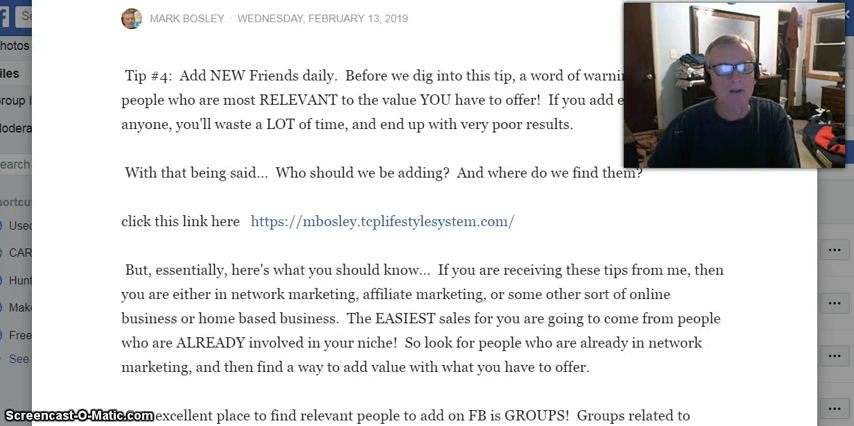 MARK BOSLEY · WEDNESDAY, FEBRUARY 13, 2019
Se
hotos
Tip #4: Add NEW Friends daily. Before we dig into this tip, a word of warnin
iles
people who are most RELEVANT to the value YOU have to offer! If you add e
roup I
anyone, you'll waste a LOT of time, and end up with very poor results.
Modera
earch
With that being said... Who should we be adding? And where do we find them?
hortcu
Used
click this link here https://mbosley.tcplifestylesystem.com/
CAR
But, essentially, here's what you should know... If you are receiving these tips from me, then
Hunt
you are either in network marketing, affiliate marketing, or some other sort of online
Make
business or home based business. The EASIEST sales for you are going to come from people
Free
who are ALREADY involved in your niche! So look for people who are already in network
See
marketing, and then find a way to add value with what you have to offer.
excellent place to find relevant people to add on FB is GROUPS! Groups related to
Screencast-O-Matic.com